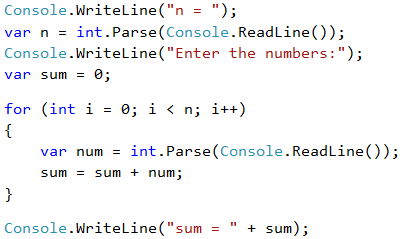 Console.WriteLine("n = ");
var n = int.Parse(Console.ReadLine());
Console.WriteLine("Enter the numbers:");
var sum = 0;
for (int i = 0; i < n; i++)
{
    var num = int.Parse(Console.ReadLine());
    sum = sum + num;
}
Console.WriteLine("sum = " + sum);